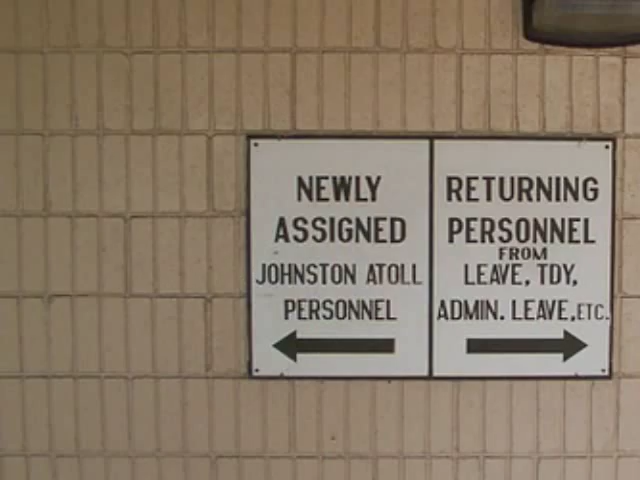 NEWLY
ASSIGNED
JOHNSTON ATOLL
PERSONNEL
RETURNING
PERSONNEL
FROM
LEAVE, TDY,
ADMIN. LEAVE,ETC.